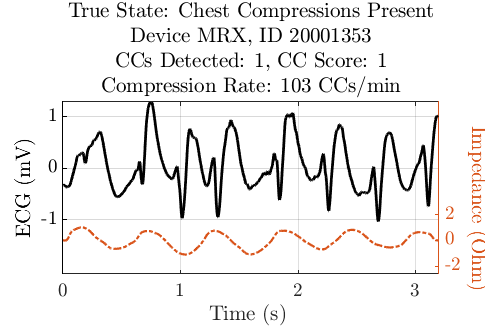 True State: Chest Compressions Present
Device MRX, ID 20001353
CCs Detected: 1, CC Score: 1
Compression Rate: 103 CCs/min
1
0
-1
ECG (mV)
2
0
-2
Impedance (Ohm)
0 1 2 3
Time (s)